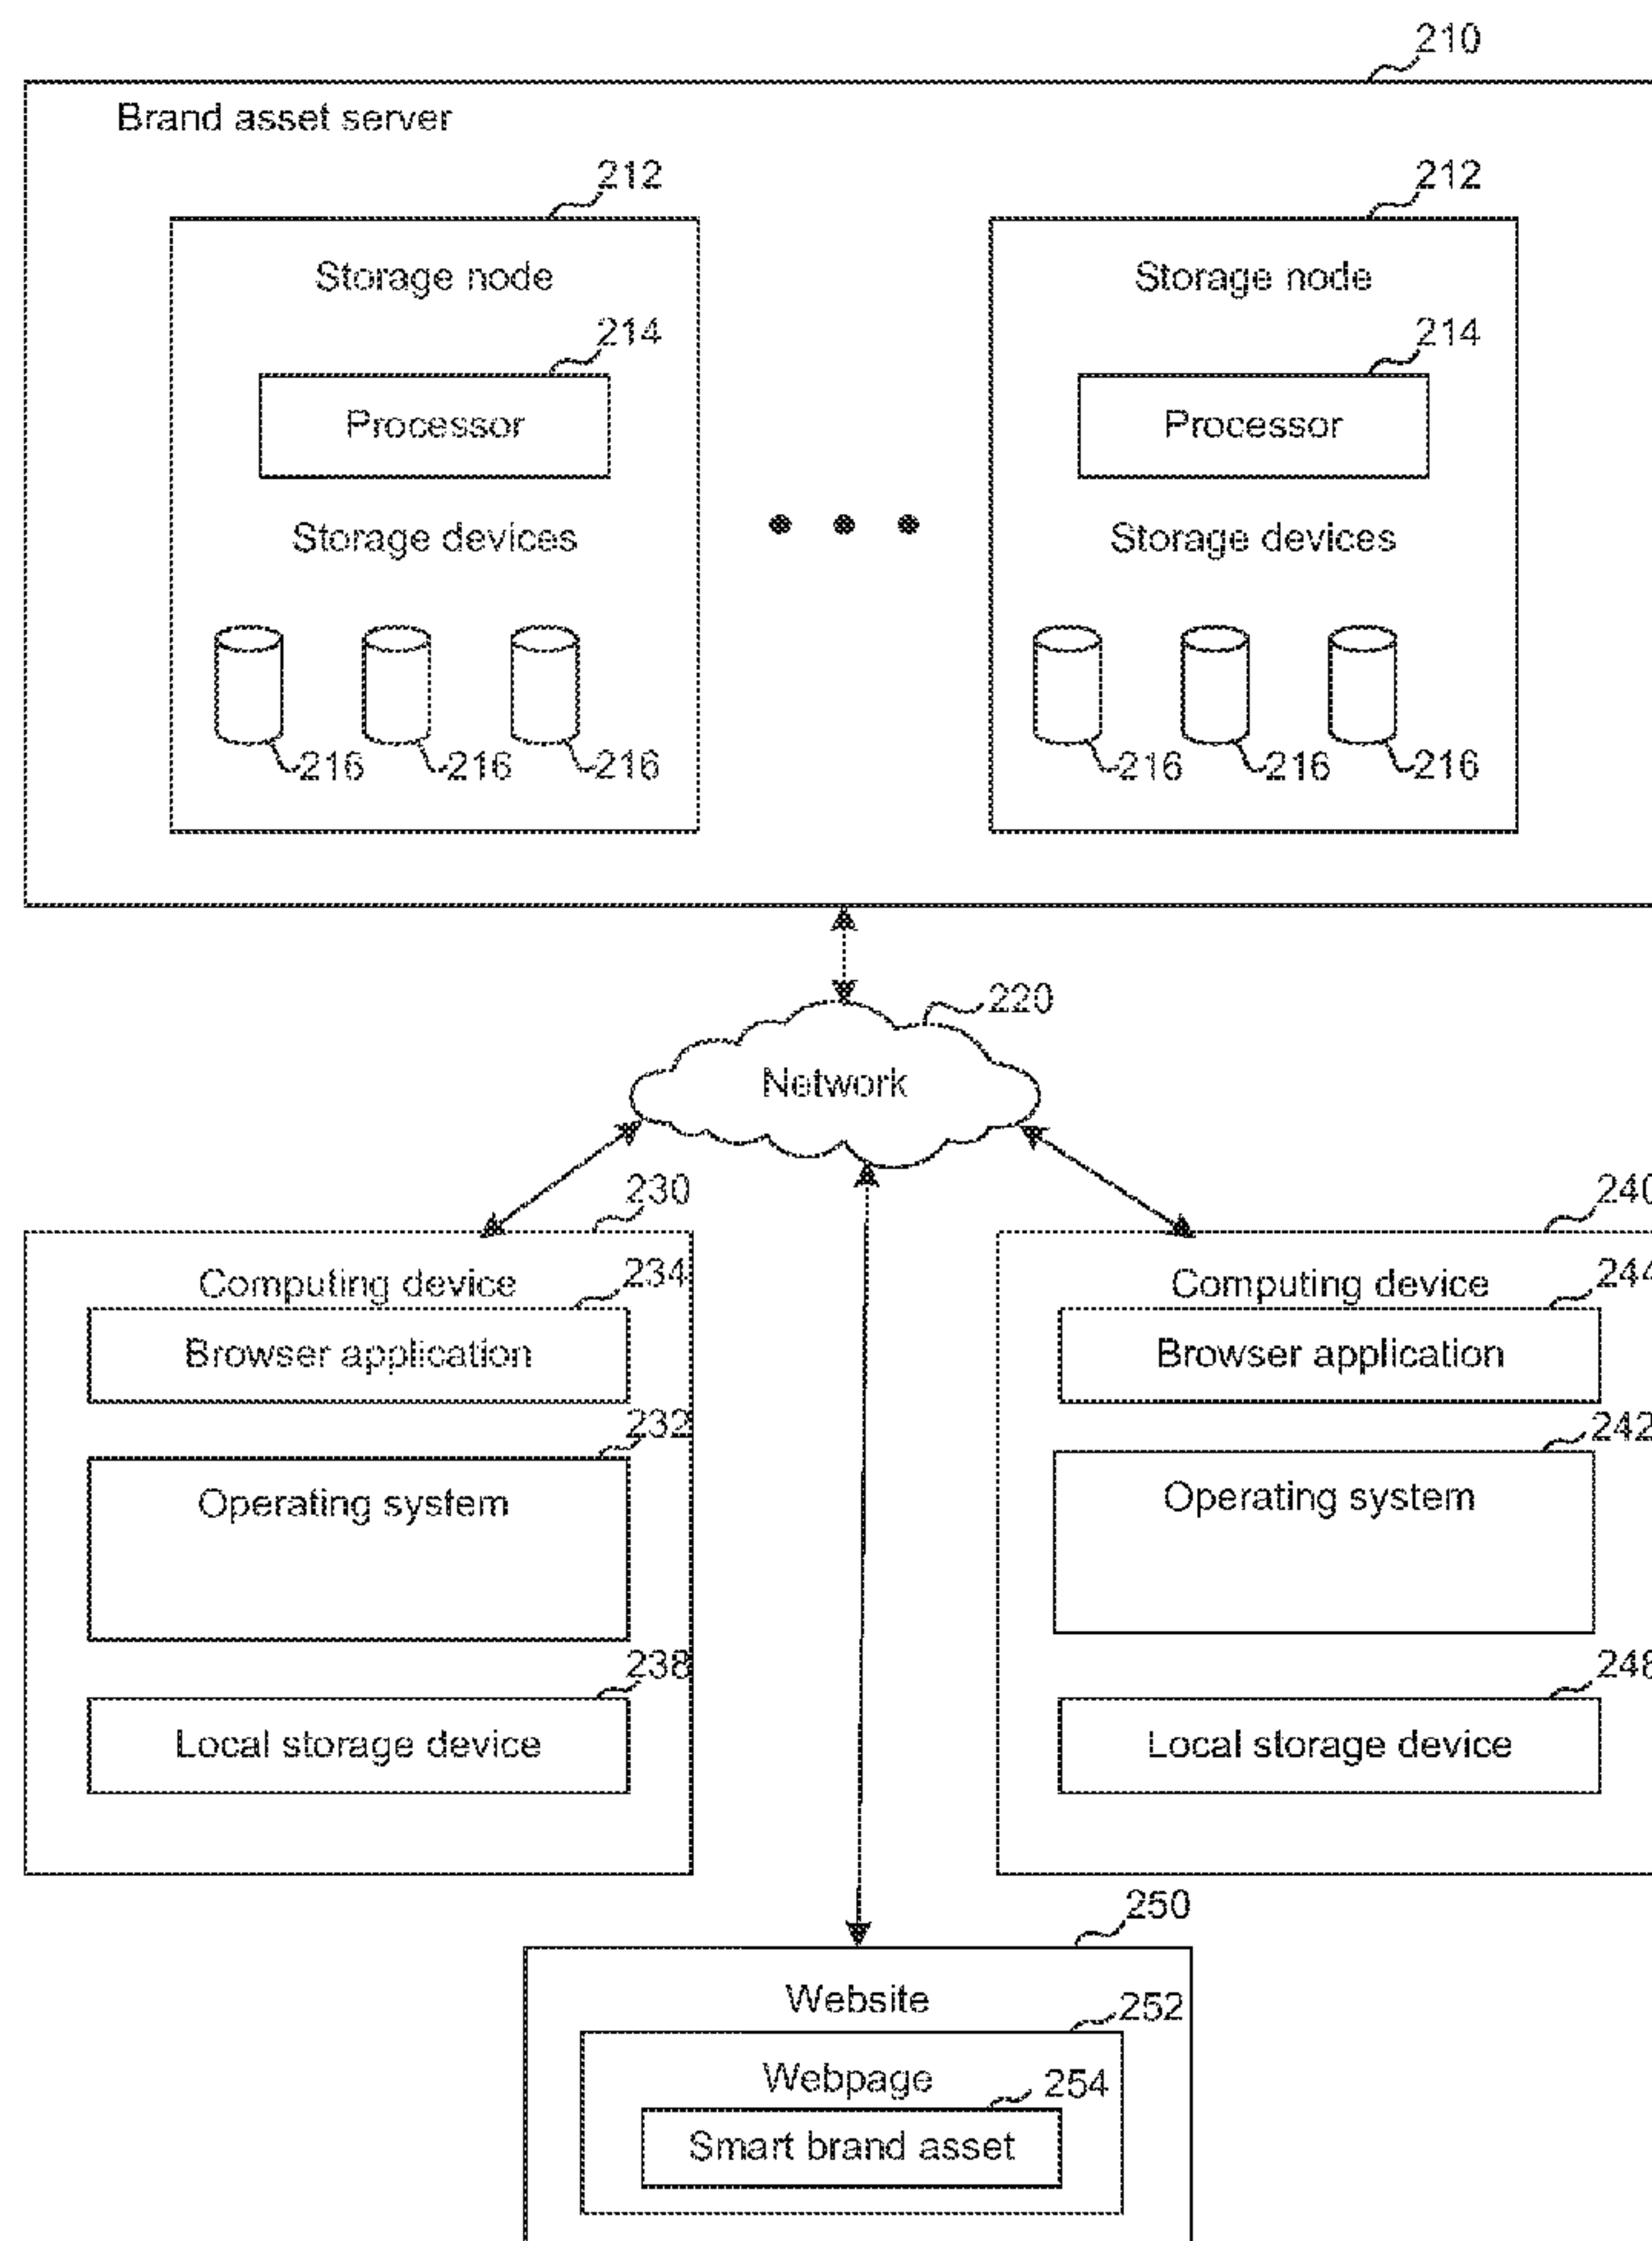 210
Brand asset server
212 212
Storage node Storage node
214 214
Processor Processor
Storage devices Storage devices
216 216 216 216 216 216
220
Network
230 240
Computing device 234 Computing device 244
Browser application Browser application
232 242
Operating system Operating system
238 248
Local storage device Local storage device
250
Website
252
Webpage 254
Smart brand asset